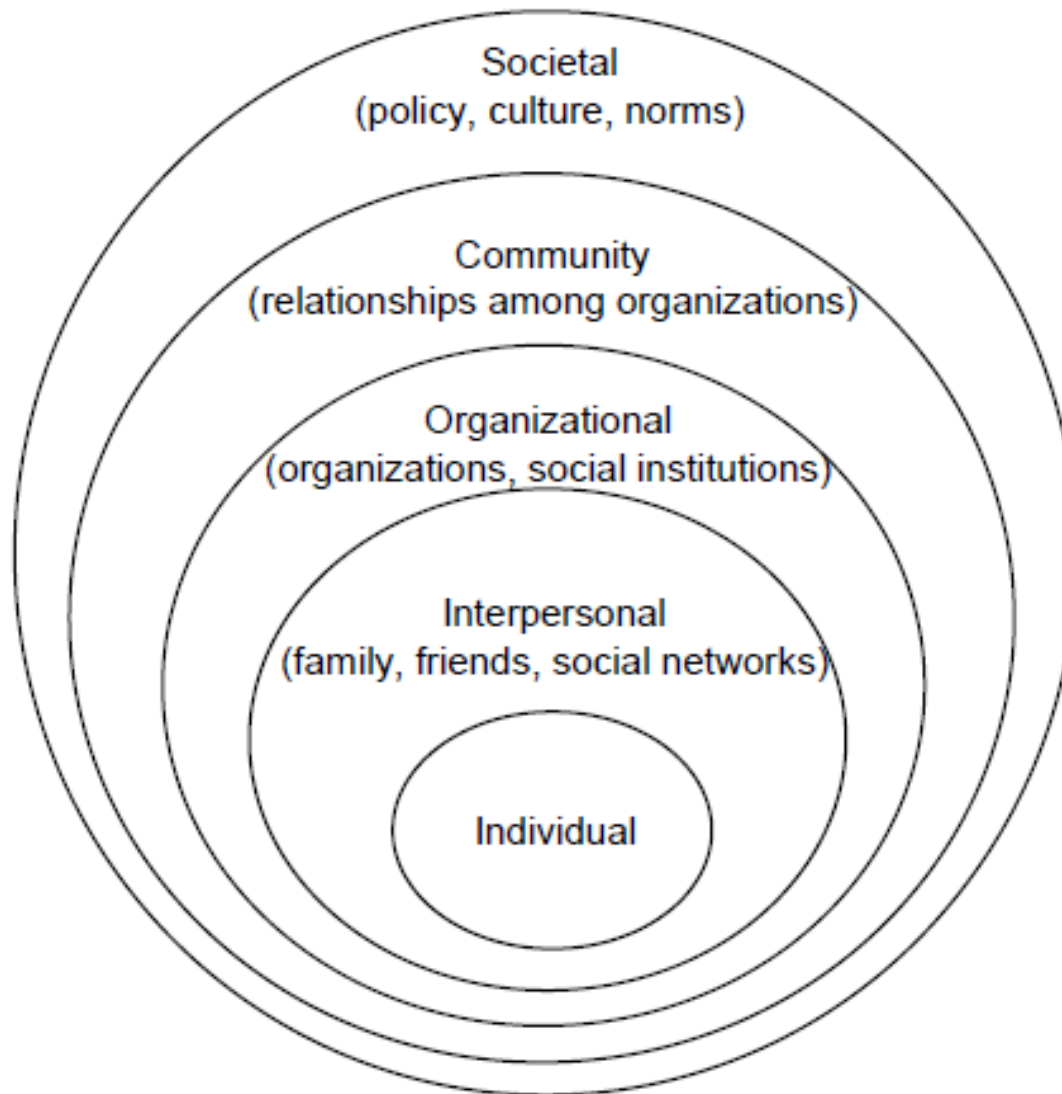 Societal
(policy, culture, norms)
Community
(relationships among organizations)
Organizational
(organizations, social institutions)
Interpersonal
(family, friends, social networks)
Individual